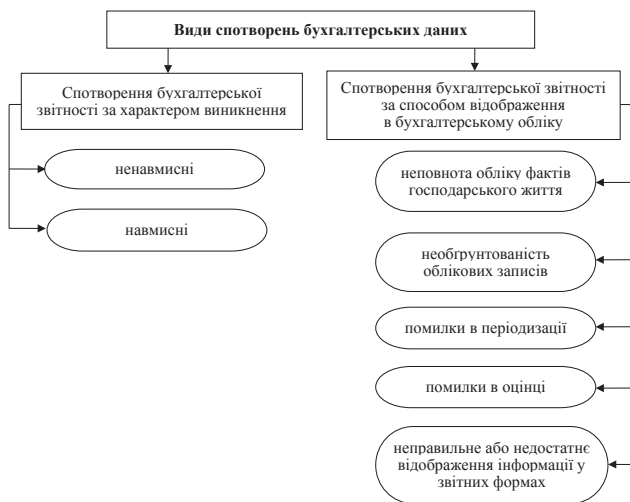 Види спотворень бухгалтерських даних
Спотворення бухгалтерської
звітності за характером виникнення
ненавмисні
навмисні
Спотворення бухгалтерської звітності
за способом відображення
в бухгалтерському обліку
неповнота обліку фактів
господарського життя
необґрунтованість
облікових записів
помилки в періодизації
помилки в оцінці
неправильне або недостатнє
відображення інформації у
звітних формах